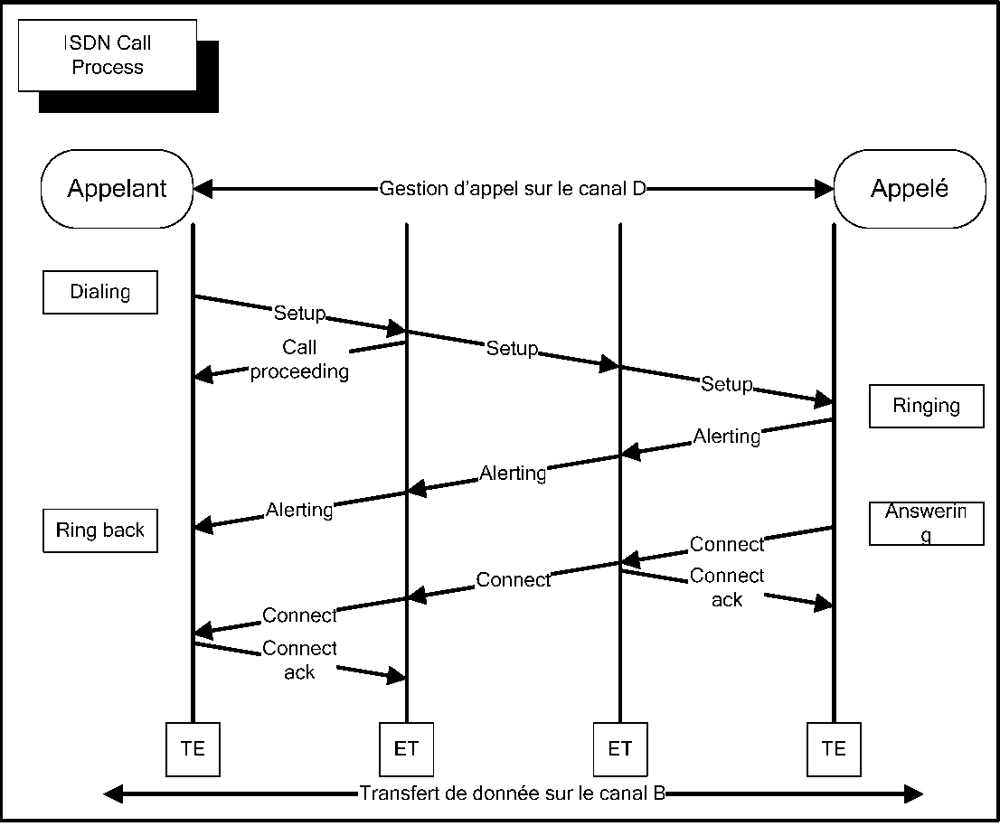 ISDN Call
Process
Appelant
Gestion d'appel sur le canal D
Appelé
Dialing
Setup
Call
proceeding
Setup
Setup
Ringing
Alerting
Alerting
Alerting
Ring back
Answerin
g
Connect
Connect
ack
Connect
Connect
Connect
ack
TE
ET
ET
TE
Transfert de donnée sur le canal B